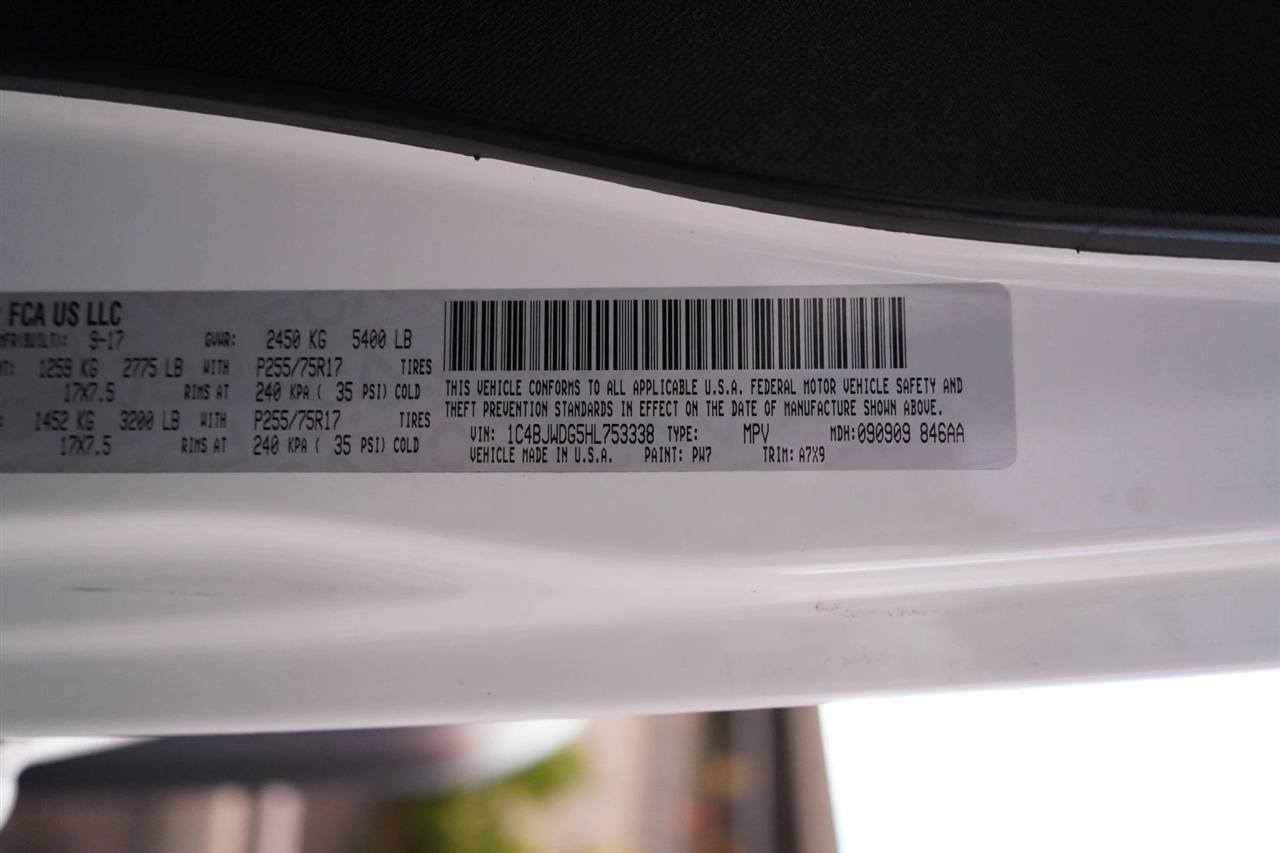 FCA US LLC
MFR(BUILT): 9-17 GVWR: 2450 KG 5400 LB
1259 KG 2775 LB WITH P255/75R17 TIRES
17X7.5 RIMS AT 240 KPA ( 35 PSI) COLD
1452 KG 3200 LB WITH P255/75R17 TIRES
17X7.5 RIMS AT 240 KPA ( 35 PSI) COLD
THIS VEHICLE CONFORMS TO ALL APPLICABLE U.S.A. FEDERAL MOTOR VEHICLE SAFETY AND
THEFT PREVENTION STANDARDS IN EFFECT ON THE DATE OF MANUFACTURE SHOWN ABOVE.
VIN: 1C4BJWDG5HL753338 TYPE: MPV MDH:090909 846AA
VEHICLE MADE IN U.S.A. PAINT: PW7 TRIM: A7X9